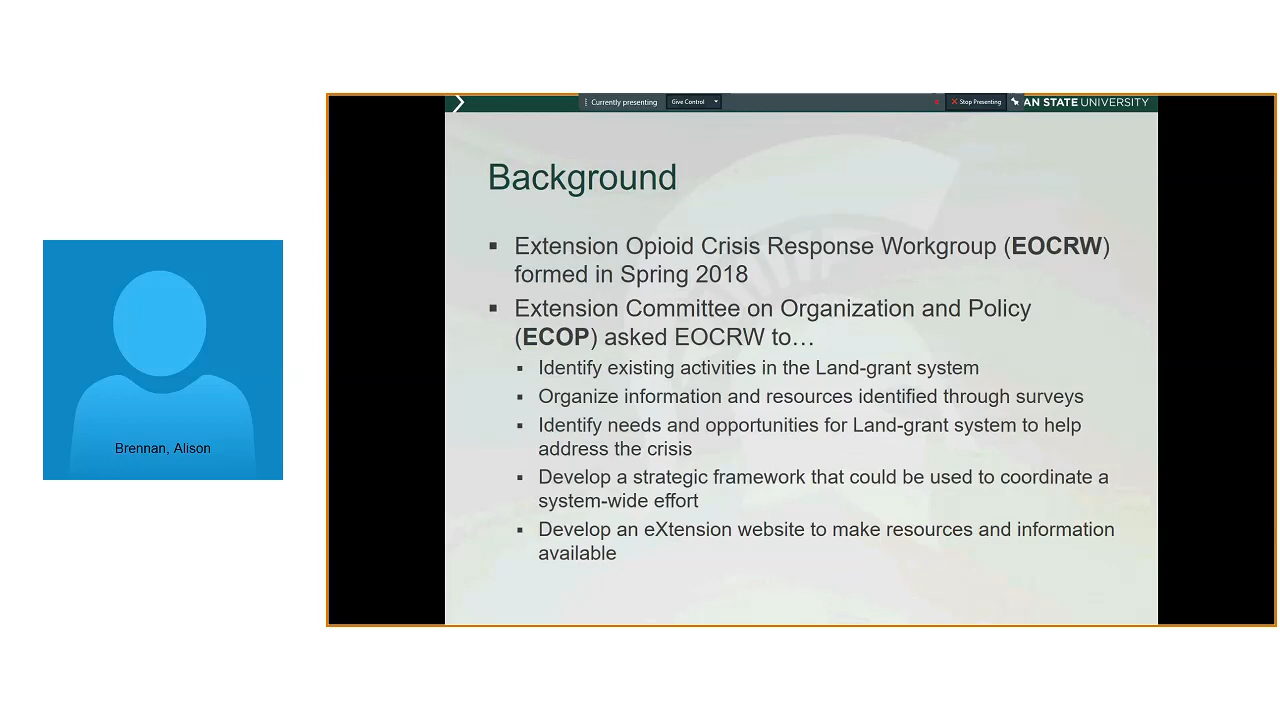 Currently presenting Give Control Stop Presenting AN STATE UNIVERSITY
Background
▪ Extension Opioid Crisis Response Workgroup (EOCRW)
formed in Spring 2018
▪ Extension Committee on Organization and Policy
(ECOP) asked EOCRW to…
▪ Identify existing activities in the Land-grant system
▪ Organize information and resources identified through surveys
▪ Identify needs and opportunities for Land-grant system to help
address the crisis
▪ Develop a strategic framework that could be used to coordinate a
system-wide effort
▪ Develop an eXtension website to make resources and information
available
Brennan, Alison